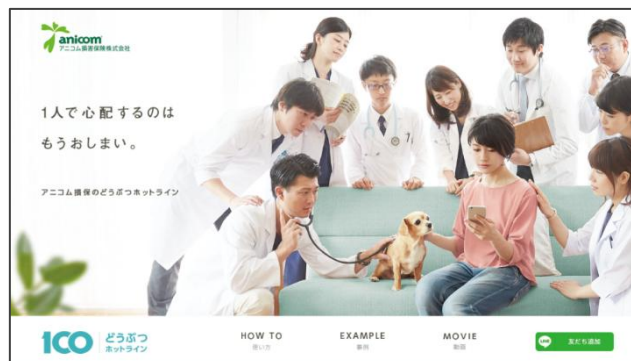 anicom
アニコム損害保険株式会社
1人で心配するのは
もうおしまい。
アニコム損保のどうぶつホットライン
1CO
どうぶつ
ホットライン
HOW TO
使い方
EXAMPLE
事例
MOVIE
動画
LINE
友だち追加